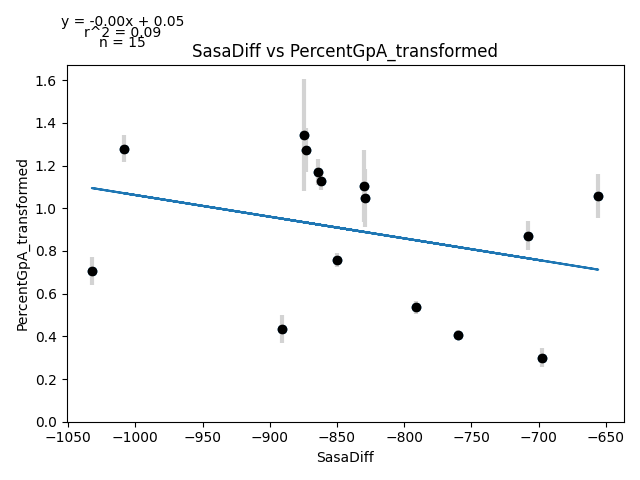 y = -0.00x + 0.05
r^2 = 0.09
n = 15
SasaDiff vs PercentGpA_transformed
PercentGpA_transformed
1.6
1.4
1.2
1.0
0.8
0.6
0.4
0.2
0.0
−1050 −1000 −950 −900 −850 −800 −750 −700 −650
SasaDiff